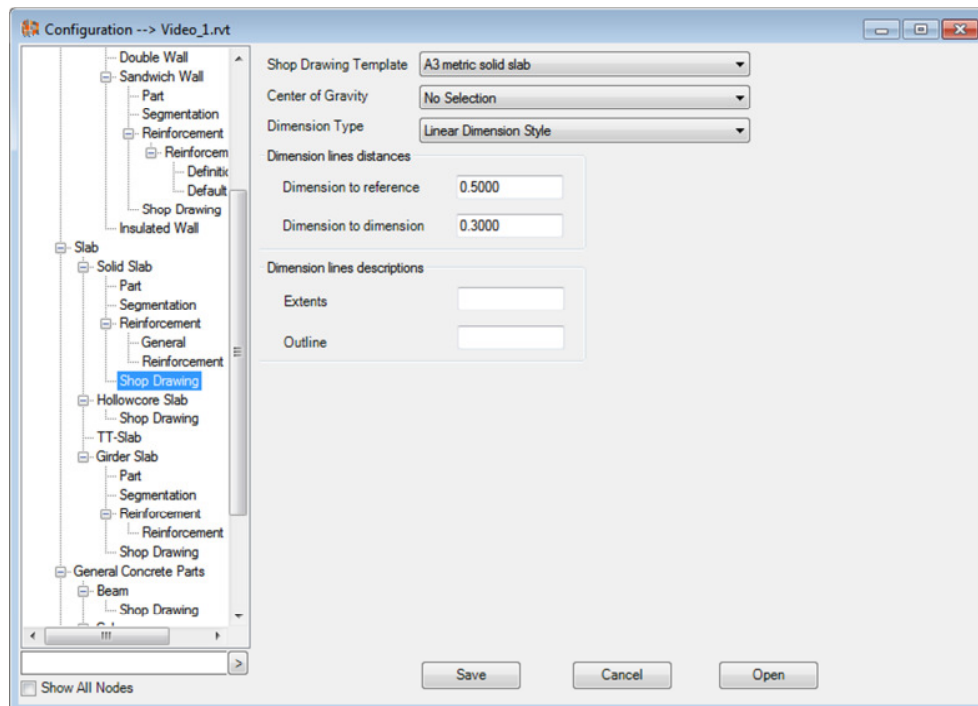 Configuration --> Video_1.rvt
Double Wall
Sandwich Wall
Part
Segmentation
Reinforcement
Reinforcem
Definitic
Default
Shop Drawing
Insulated Wall
Slab
Solid Slab
Part
Segmentation
Reinforcement
General
Reinforcement
Shop Drawing
Hollowcore Slab
Shop Drawing
TT-Slab
Girder Slab
Part
Segmentation
Reinforcement
Reinforcement
Shop Drawing
General Concrete Parts
Beam
Shop Drawing
>
Show All Nodes
Shop Drawing Template A3 metric solid slab
Center of Gravity No Selection
Dimension Type Linear Dimension Style
Dimension lines distances
Dimension to reference 0.5000
Dimension to dimension 0.3000
Dimension lines descriptions
Extents
Outline
Save Cancel Open